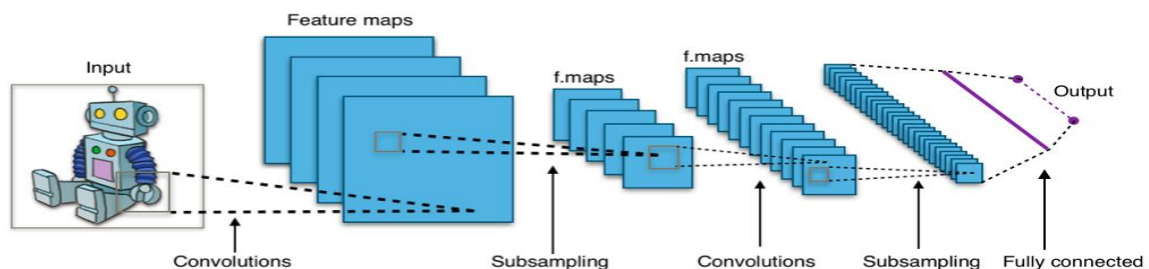 Feature maps
Input
f.maps
f.maps
Output
Convolutions
Subsampling
Convolutions
Subsampling
Fully connected